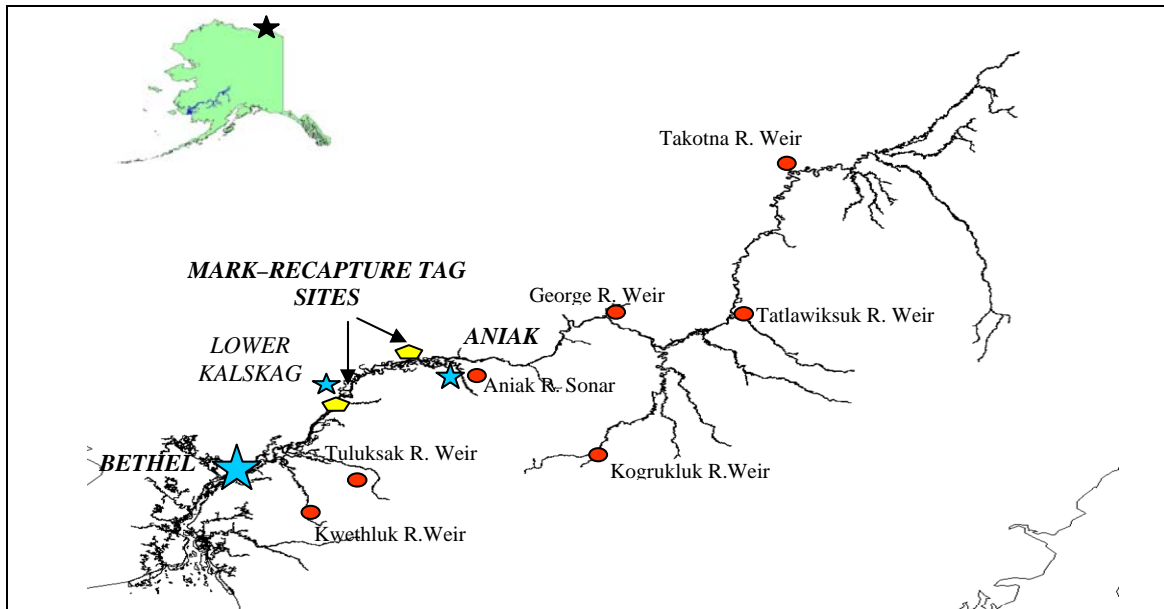 Takotna R. Weir
MARK–RECAPTURE TAG
SITES
George R. Weir
Tatlawiksuk R. Weir
LOWER
KALSKAG
ANIAK
Aniak R. Sonar
BETHEL
Tuluksak R. Weir
Kogrukluk R.Weir
Kwethluk R.Weir